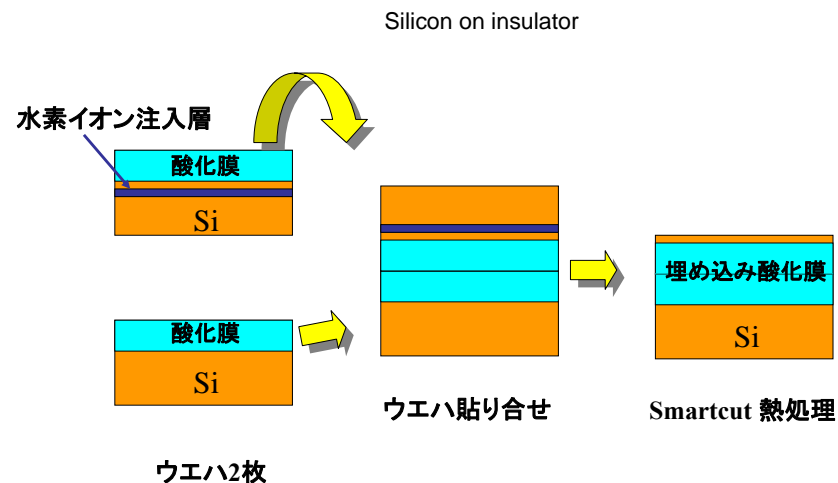 Silicon on insulator
水素イオン注入層
酸化膜
Si
酸化膜
Si
ウエハ2枚
ウエハ貼り合せ
埋め込み酸化膜
Si
Smartcut 熱処理